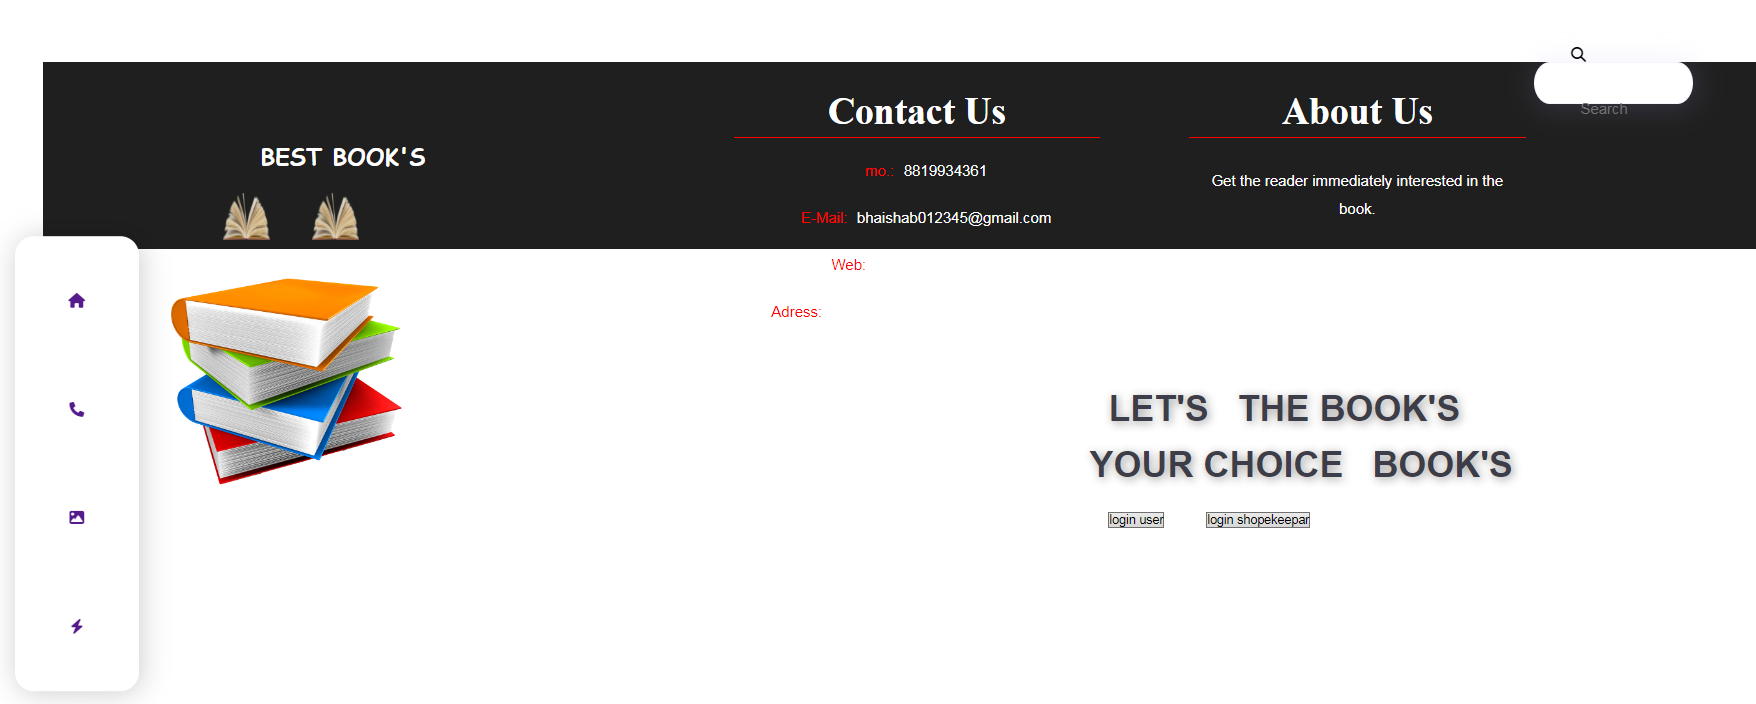 Search
BEST BOOK'S
Contact Us
mo.: 8819934361
E-Mail: bhaishab012345@gmail.com
Web:
Adress:
About Us
Get the reader immediately interested in the
book.
LET'S THE BOOK'S
YOUR CHOICE BOOK'S
login user login shopekeepar